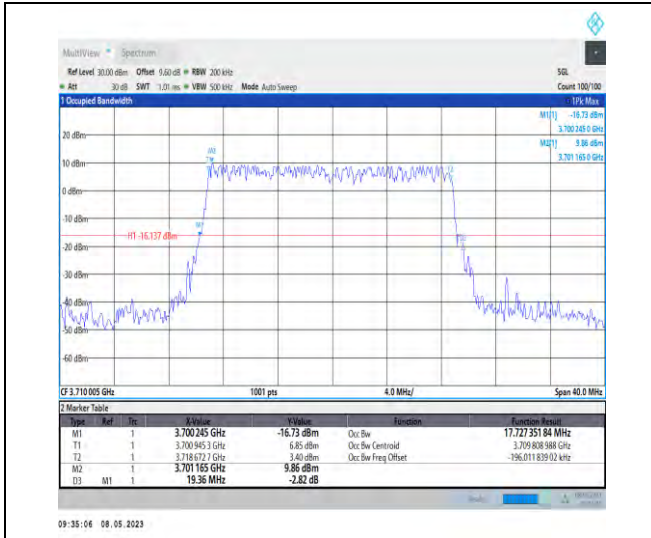 MultiView Spectrum
Ref Level 30.00 dBm Offset 9.60 dB RBW 200 kHz SGL
Att 30 dB SWT 1.01 ms VBW 500 kHz Mode Auto Sweep Count 100/100
1 Occupied Bandwidth 1Pk Max
M1[1] -16.73 dBm
3.700 245 0 GHz
M2[1] 9.86 dBm
3.701 165 0 GHz
20 dBm
M2
10 dBm
0 dBm
-10 dBm
M1
H1 -16.137 dBm
-20 dBm
-30 dBm
-40 dBm
-50 dBm
-60 dBm
CF 3.710 005 GHz 1001 pts 4.0 MHz/ Span 40.0 MHz
2 Marker Table
Type Ref Trc X-Value Y-Value Function Function Result
M1 1 3.700 245 GHz -16.73 dBm Occ Bw 17.727 351 84 MHz
T1 1 3.700 945 3 GHz 6.85 dBm Occ Bw Centroid 3.709 808 988 GHz
T2 1 3.718 672 7 GHz 3.40 dBm Occ Bw Freq Offset -196.011 839 02 kHz
M2 1 3.701 165 GHz 9.86 dBm
D3 M1 1 19.36 MHz -2.82 dB
09:35:06 08.05.2023